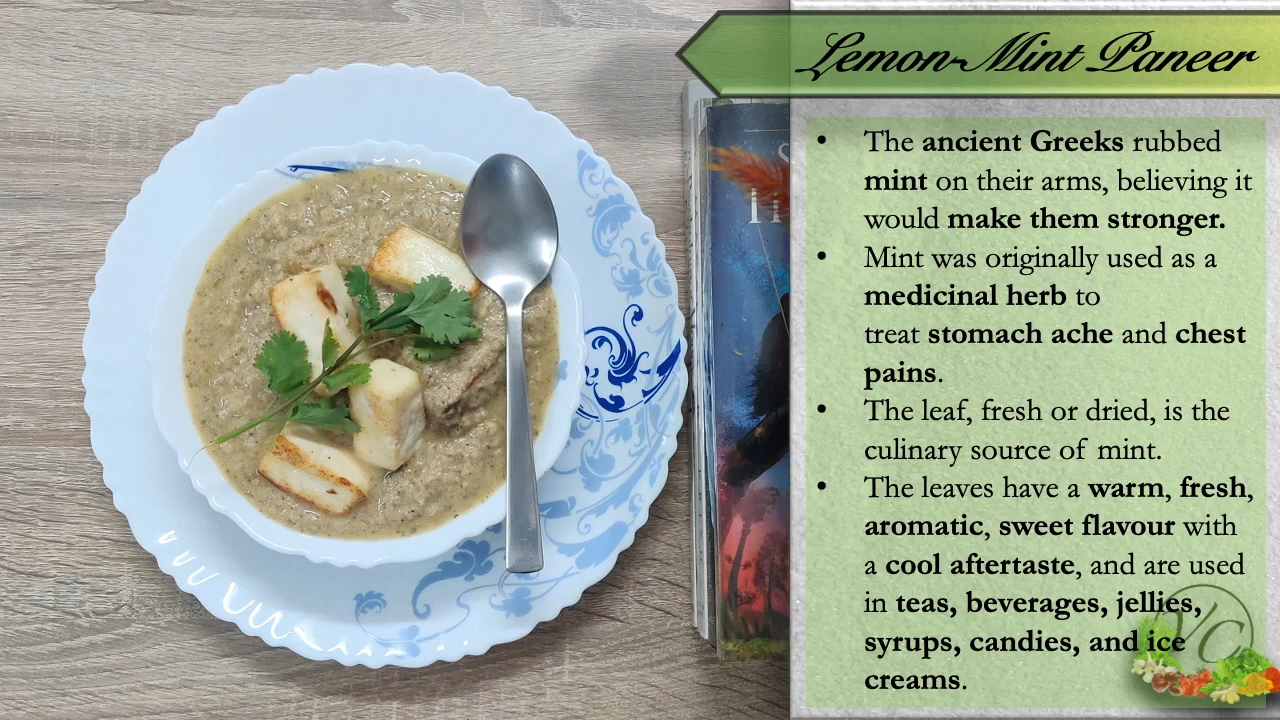 Lemon-Mint Paneer
• The ancient Greeks rubbed
mint on their arms, believing it
would make them stronger.
• Mint was originally used as a
medicinal herb to
treat stomach ache and chest
pains.
• The leaf, fresh or dried, is the
culinary source of mint.
• The leaves have a warm, fresh,
aromatic, sweet flavour with
a cool aftertaste, and are used
in teas, beverages, jellies,
syrups, candies, and ice
creams.